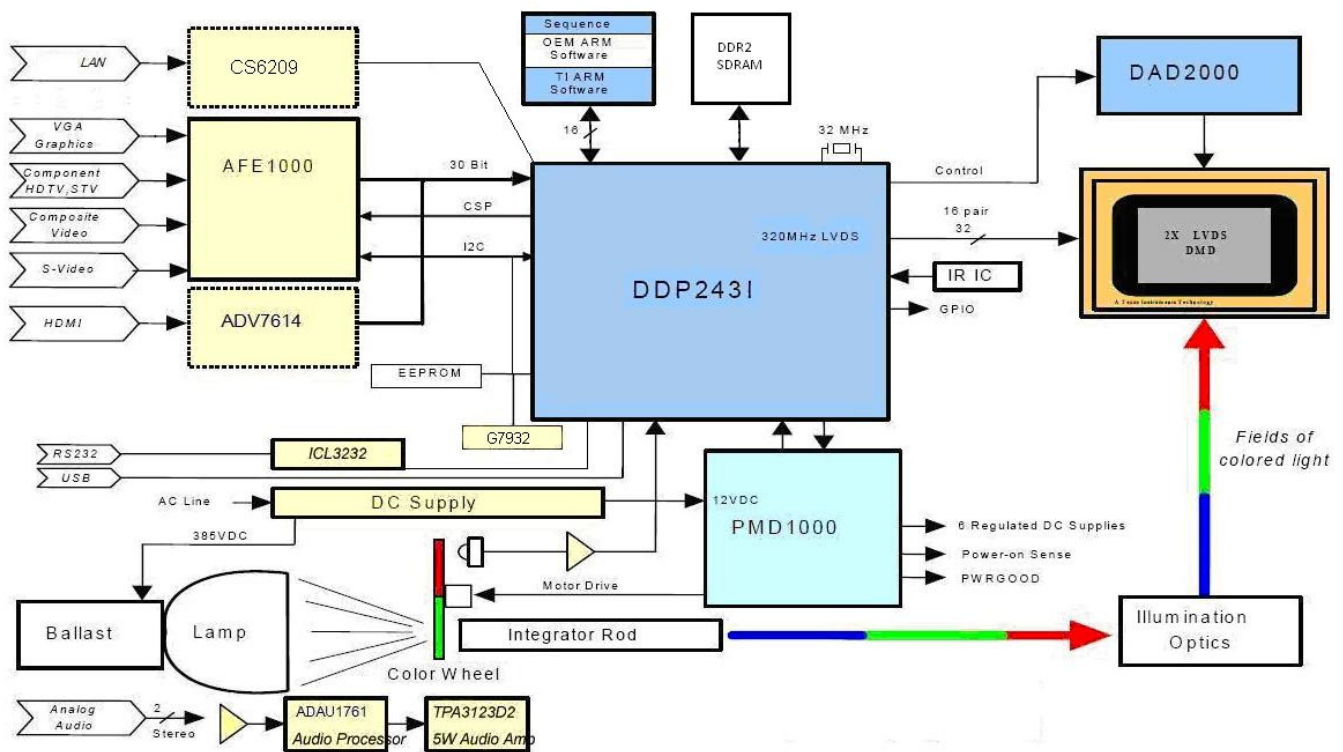 LAN
CS6209
Sequence
OEM ARM
Software
TI ARM
Software
DDR2
SDRAM
DAD2000
VGA
Graphics
Component
HDTV,STV
Composite
Video
S-Video
HDMI
AFE1000
ADV7614
30 Bit
CSP
I2C
16
32 MHz
320MHz LVDS
DDP243I
Control
16 pair
32
IR IC
GPIO
2X LVDS
DMD
A Texas Instruments Technology
EEPROM
G7932
RS232
USB
ICL3232
AC Line
DC Supply
385VDC
12VDC
PMD1000
6 Regulated DC Supplies
Power-on Sense
PWRGOOD
Motor Drive
Fields of
colored light
Ballast
Lamp
Color Wheel
Integrator Rod
Illumination
Optics
Analog
Audio
2
Stereo
ADAU1761
Audio Processor
TPA3123D2
5W Audio Amp